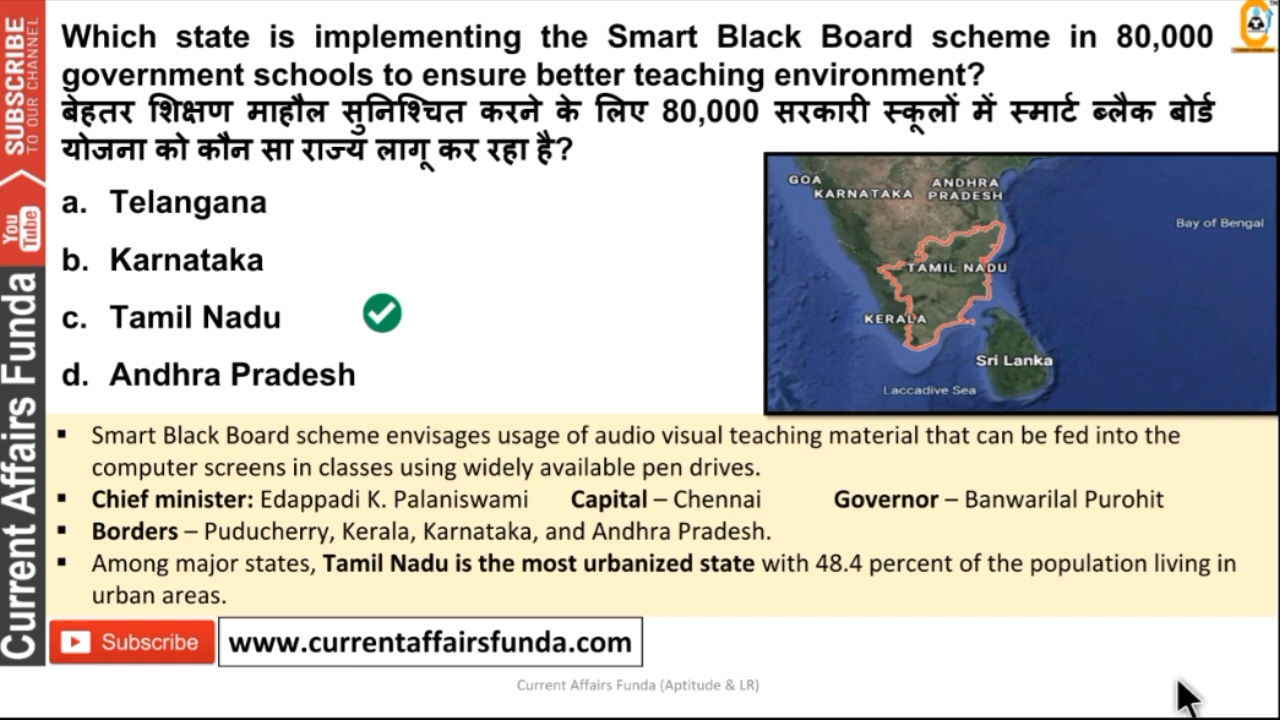 Which state is implementing the Smart Black Board scheme in 80,000
government schools to ensure better teaching environment?
बेहतर शिक्षण माहौल सुनिश्चित करने के लिए 80,000 सरकारी स्कूलों में स्मार्ट ब्लैक बोर्ड
योजना को कौन सा राज्य लागू कर रहा है?
a. Telangana
b. Karnataka
c. Tamil Nadu
d. Andhra Pradesh
GOA
KARNATAKA
ANDHRA
PRADESH
Bay of Bengal
TAMIL NADU
KERALA
Sri Lanka
Laccadive Sea
▪ Smart Black Board scheme envisages usage of audio visual teaching material that can be fed into the
computer screens in classes using widely available pen drives.
▪ Chief minister: Edappadi K. Palaniswami Capital – Chennai Governor – Banwarilal Purohit
▪ Borders – Puducherry, Kerala, Karnataka, and Andhra Pradesh.
▪ Among major states, Tamil Nadu is the most urbanized state with 48.4 percent of the population living in
urban areas.
Subscribe
www.currentaffairsfunda.com
Current Affairs Funda (Aptitude & LR)
SUBSCRIBE
TO OUR CHANNEL
You
Tube
Current Affairs Funda